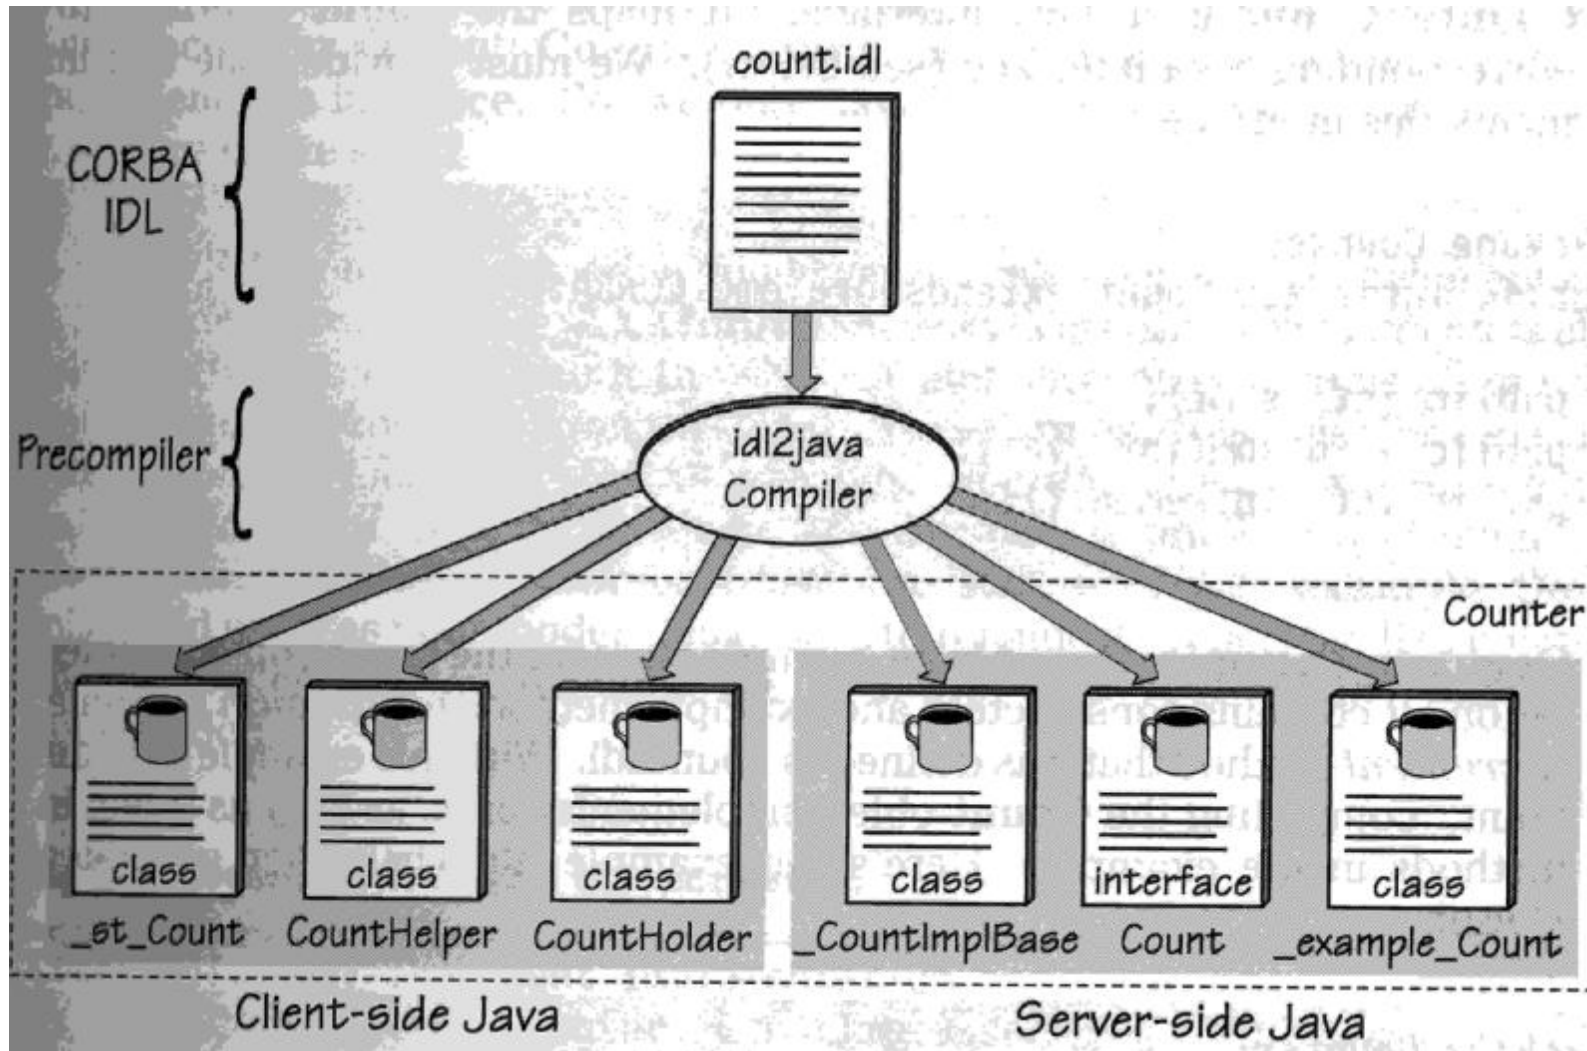 count.idl
CORBA
IDL
Precompiler
idl2java
Compiler
Counter
class
class
class
class
interface
class
_st_Count
CountHelper
CountHolder
_CountImplBase
Count
_example_Count
Client-side Java
Server-side Java